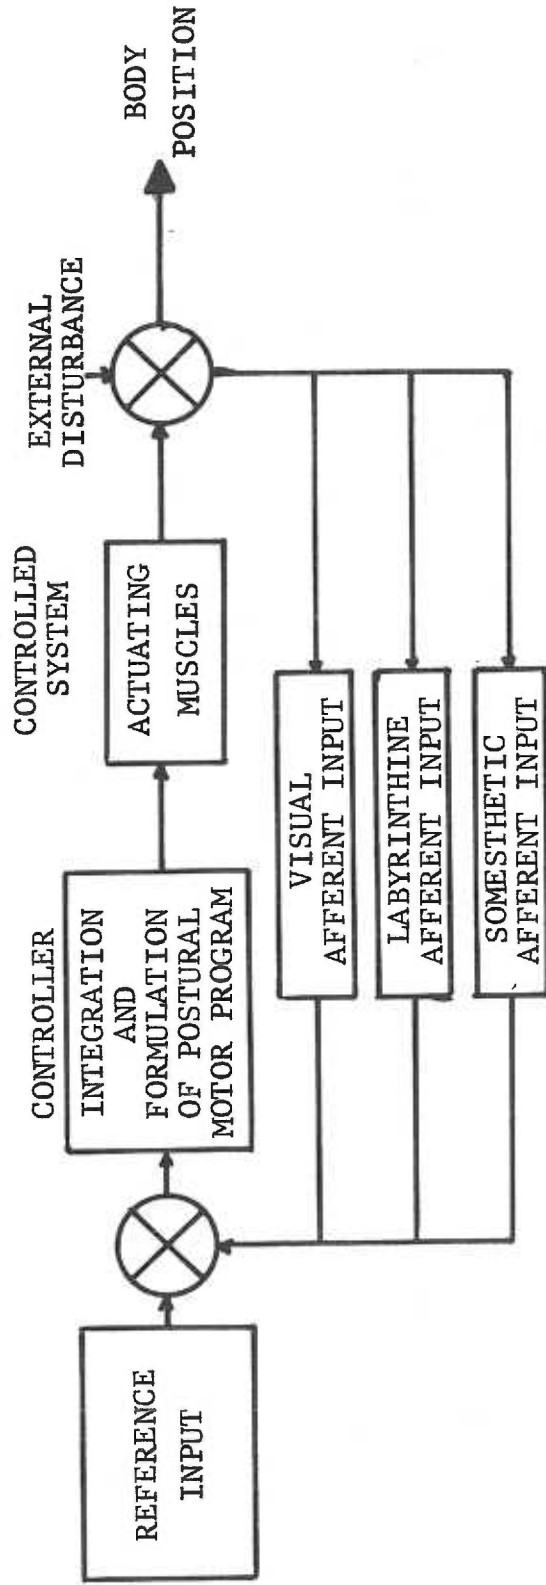 REFERENCE
INPUT
CONTROLLER
INTEGRATION
AND
FORMULATION
OF POSTURAL
MOTOR PROGRAM
CONTROLLED
SYSTEM
ACTUATING
MUSCLES
EXTERNAL
DISTURBANCE
BODY
POSITION
VISUAL
AFFERENT INPUT
LABYRINTHINE
AFFERENT INPUT
SOMESTHETIC
AFFERENT INPUT